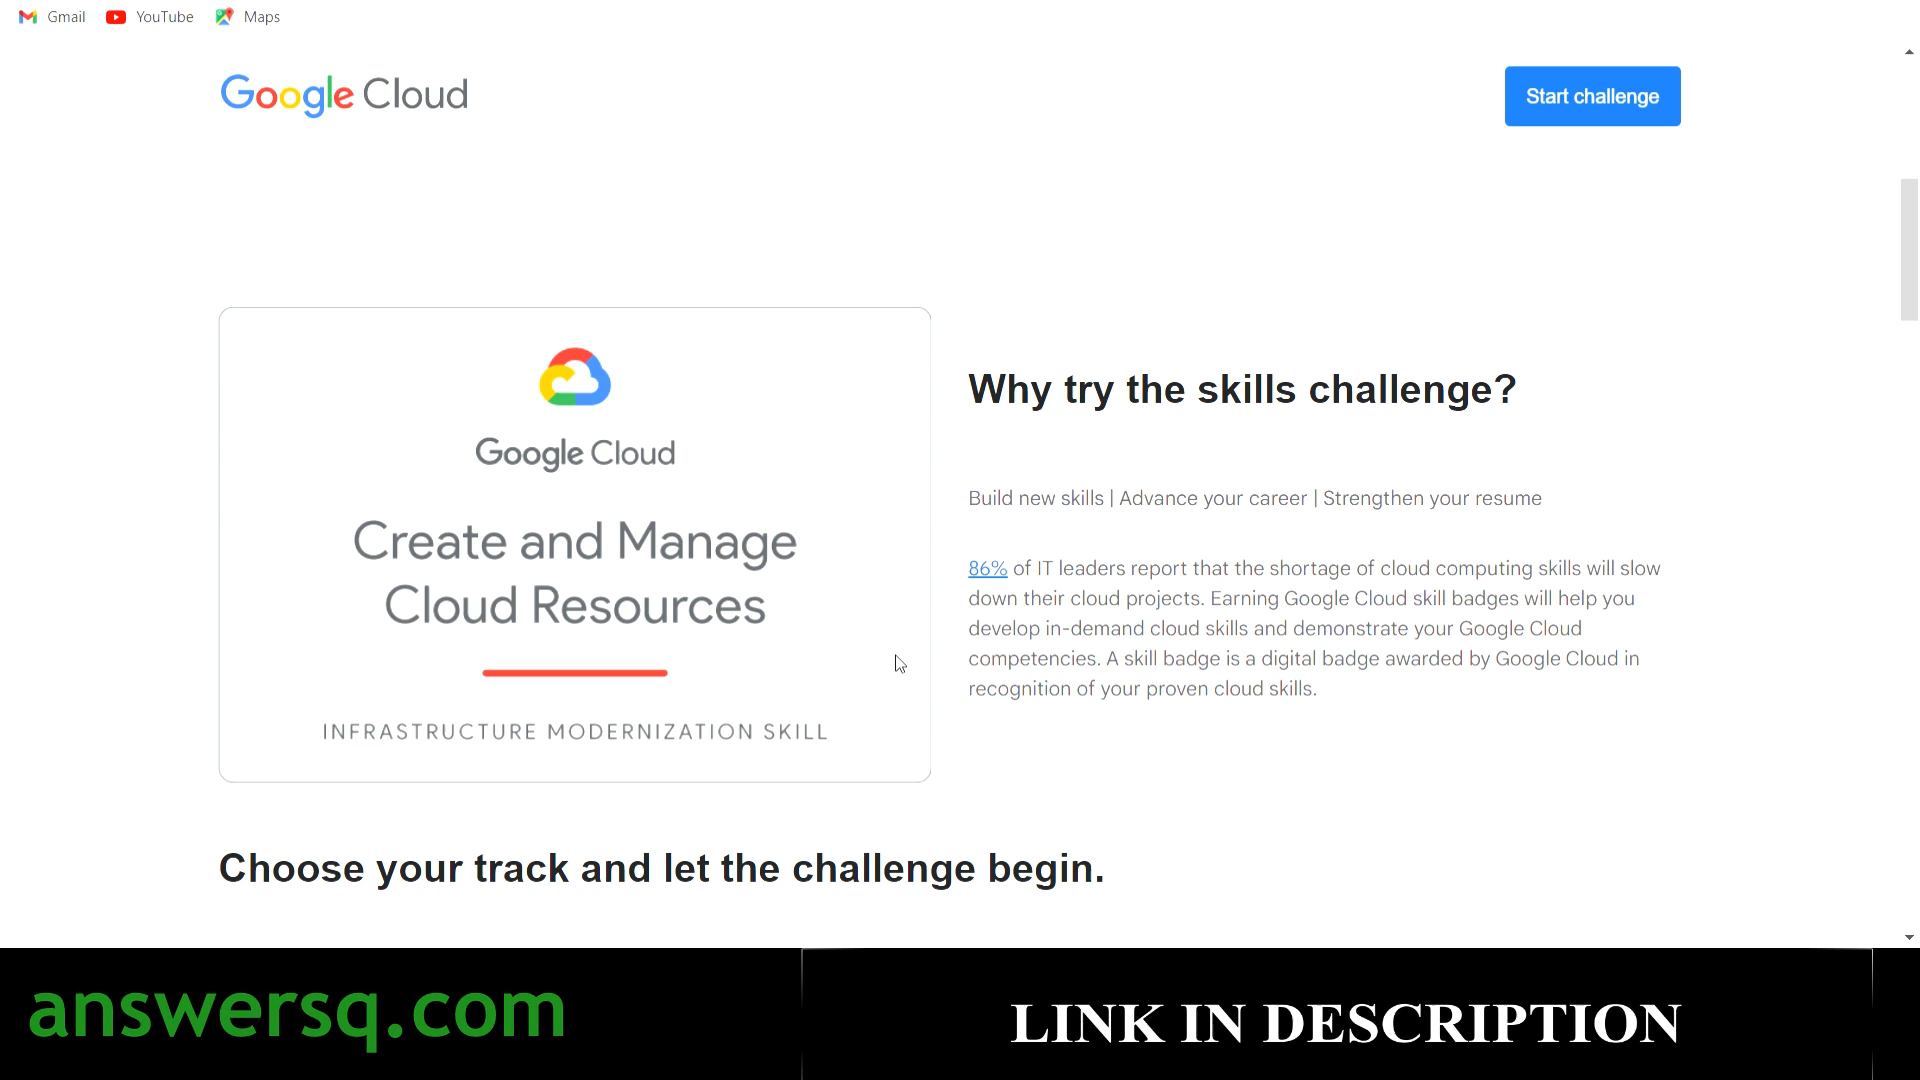 Gmail YouTube Maps
Google Cloud
Start challenge
Google Cloud
Create and Manage
Cloud Resources
INFRASTRUCTURE MODERNIZATION SKILL
Why try the skills challenge?
Build new skills | Advance your career | Strengthen your resume
86% of IT leaders report that the shortage of cloud computing skills will slow
down their cloud projects. Earning Google Cloud skill badges will help you
develop in-demand cloud skills and demonstrate your Google Cloud
competencies. A skill badge is a digital badge awarded by Google Cloud in
recognition of your proven cloud skills.
Choose your track and let the challenge begin.
answersq.com
LINK IN DESCRIPTION